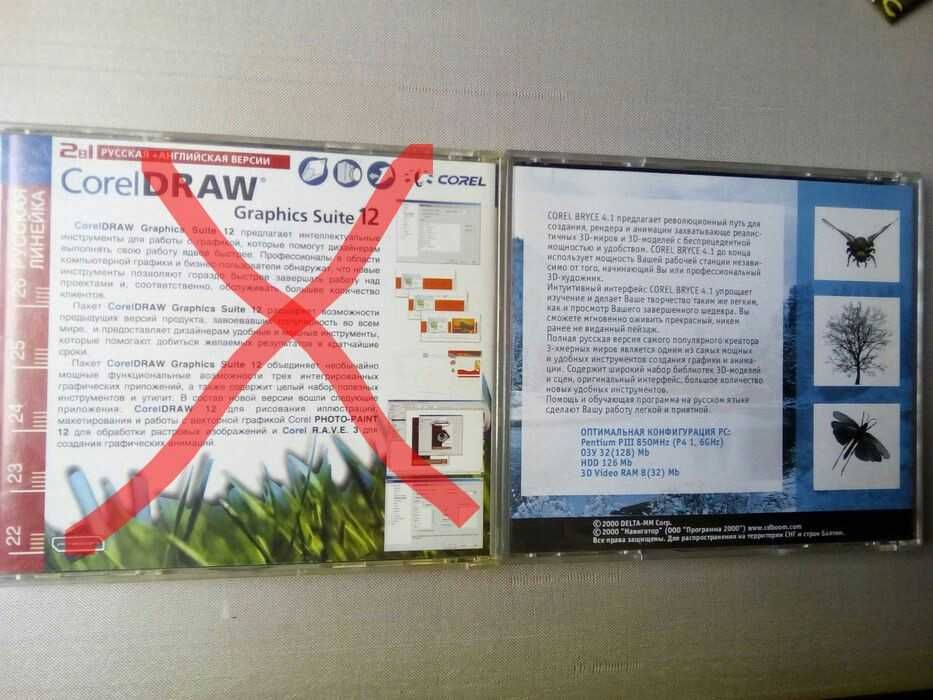 2в1 РУССКАЯ + АНГЛИЙСКАЯ ВЕРСИИ
CorelDRAW®
Graphics Suite 12
COREL
CorelDRAW Graphics Suite 12 предлагает интеллектуальные
инструменты для работы с графикой, которые помогут дизайнерам
выполнять свою работу вдвое быстрее. Профессионалы в области
компьютерной графики и бизнес-пользователи обнаружат, что новые
инструменты позволяют гораздо быстрее завершать работу над
проектами и, соответственно, обслуживать большее количество
клиентов.
Пакет CorelDRAW Graphics Suite 12 расширяет возможности
предыдущих версий продукта, завоевавших популярность во всем
мире, и предоставляет дизайнерам удобные и мощные инструменты,
которые помогают добиться желаемых результатов в кратчайшие
сроки.
Пакет CorelDRAW Graphics Suite 12 объединяет необычайно
мощные функциональные возможности трех интегрированных
графических приложений, а также содержит целый набор полезных
инструментов и утилит. В состав новой версии вошли следующие
приложения: CorelDRAW 12 для рисования иллюстраций,
макетирования и работы с векторной графикой Corel PHOTO-PAINT
12 для обработки растровых изображений и Corel R.A.V.E. 3 для
создания графических анимаций.
РУССКАЯ
ЛИНЕЙКА
26
25
24
23
22
COREL BRYCE 4.1 предлагает революционный путь для
создания, рендера и анимации захватывающе реалис-
тичных 3D-миров и 3D-моделей с беспрецедентной
мощностью и удобством. COREL BRYCE 4.1 до конца
использует мощность Вашей рабочей станции незави-
симо от того, начинающий Вы или профессиональный
3D-художник.
Интуитивный интерфейс COREL BRYCE 4.1 упрощает
изучение и делает Ваше творчество таким же легким,
как и просмотр Вашего завершенного шедевра. Вы
сможете мгновенно оживить прекрасный, никем
ранее не виданный пейзаж.
Полная русская версия самого популярного креатора
3-хмерных миров является одним из самых мощных
и удобных инструментов создания графики и анима-
ции. Содержит широкий набор библиотек 3D-моделей
и сцен, оригинальный интерфейс, большое количество
новых удобных инструментов.
Помощь и обучающая программа на русском языке
сделают Вашу работу легкой и приятной.
ОПТИМАЛЬНАЯ КОНФИГУРАЦИЯ PC:
Pentium PIII 850MHz (P4 1, 6GHz)
ОЗУ 32(128) Mb
HDD 126 Mb
3D Video RAM 8(32) Mb
© 2000 DELTA-MM Corp.
© 2000 "Навигатор" (ООО "Программа 2000") www.cdboom.com
Все права защищены. Для распространения на территории СНГ и стран Балтии.